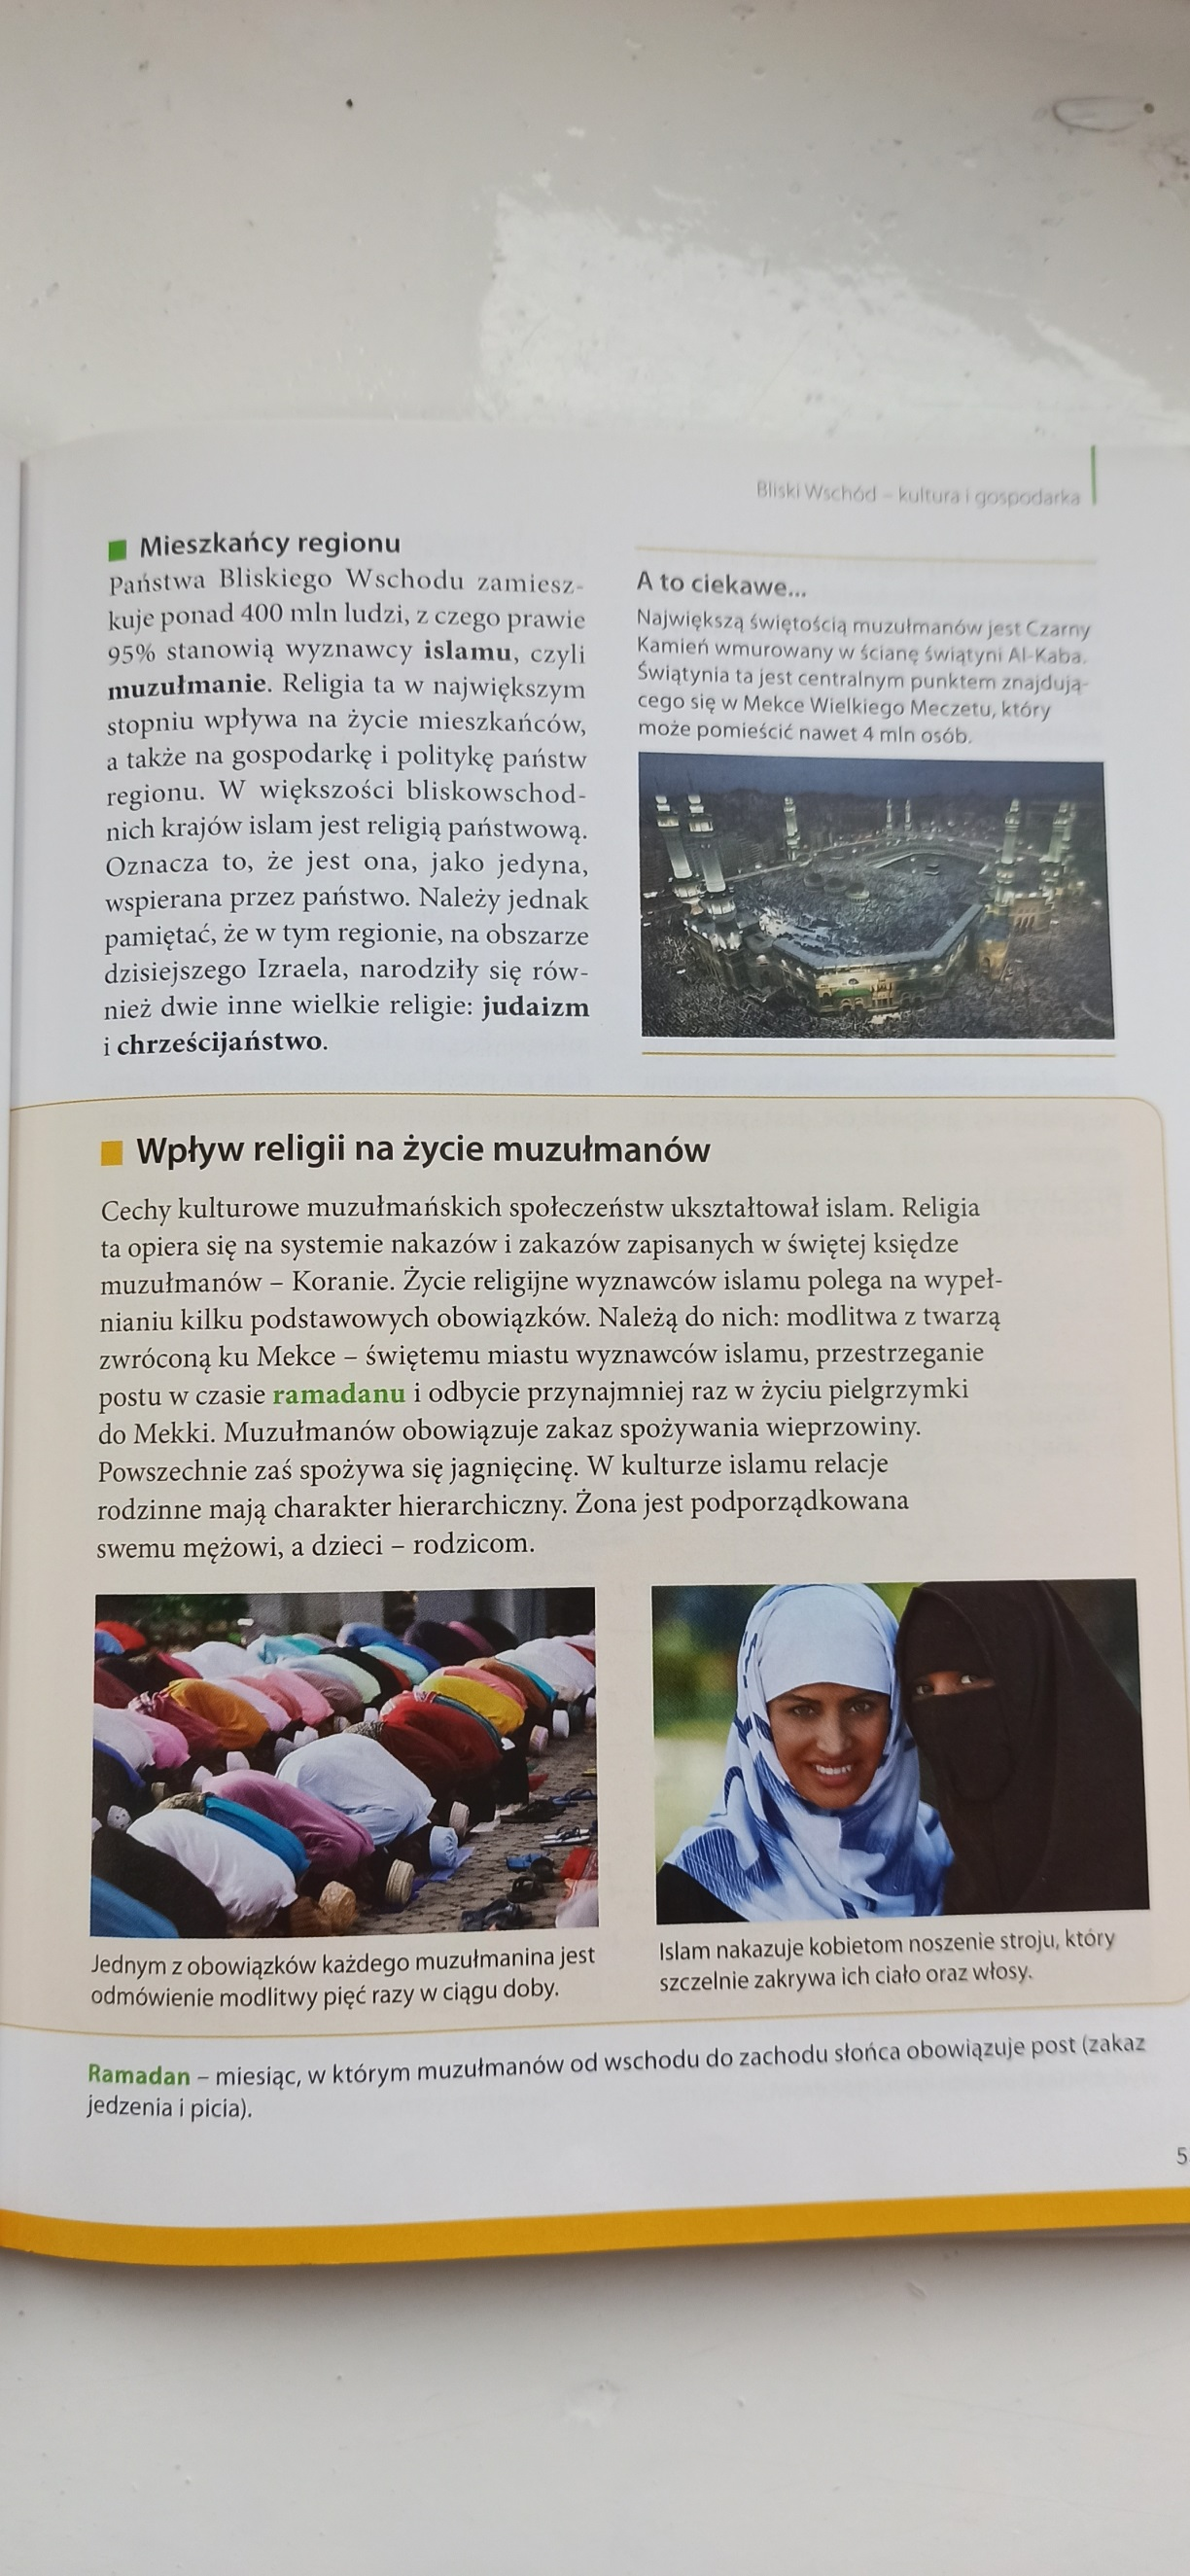 Bliski Wschód – kultura i gospodarka
Mieszkańcy regionu
Państwa Bliskiego Wschodu zamiesz-
kuje ponad 400 mln ludzi, z czego prawie
95% stanowią wyznawcy islamu, czyli
muzułmanie. Religia ta w największym
stopniu wpływa na życie mieszkańców,
a także na gospodarkę i politykę państw
regionu. W większości bliskowschod-
nich krajów islam jest religią państwową.
Oznacza to, że jest ona, jako jedyna,
wspierana przez państwo. Należy jednak
pamiętać, że w tym regionie, na obszarze
dzisiejszego Izraela, narodziły się rów-
nież dwie inne wielkie religie: judaizm
i chrześcijaństwo.
A to ciekawe...
Największą świętością muzułmanów jest Czarny
Kamień wmurowany w ścianę świątyni Al-Kaba.
Świątynia ta jest centralnym punktem znajdują-
cego się w Mekce Wielkiego Meczetu, który
może pomieścić nawet 4 mln osób.
Wpływ religii na życie muzułmanów
Cechy kulturowe muzułmańskich społeczeństw ukształtował islam. Religia
ta opiera się na systemie nakazów i zakazów zapisanych w świętej księdze
muzułmanów – Koranie. Życie religijne wyznawców islamu polega na wypeł-
nianiu kilku podstawowych obowiązków. Należą do nich: modlitwa z twarzą
zwróconą ku Mekce – świętemu miastu wyznawców islamu, przestrzeganie
postu w czasie ramadanu i odbycie przynajmniej raz w życiu pielgrzymki
do Mekki. Muzułmanów obowiązuje zakaz spożywania wieprzowiny.
Powszechnie zaś spożywa się jagnięcinę. W kulturze islamu relacje
rodzinne mają charakter hierarchiczny. Żona jest podporządkowana
swemu mężowi, a dzieci – rodzicom.
Jednym z obowiązków każdego muzułmanina jest
odmówienie modlitwy pięć razy w ciągu doby.
Islam nakazuje kobietom noszenie stroju, który
szczelnie zakrywa ich ciało oraz włosy.
Ramadan – miesiąc, w którym muzułmanów od wschodu do zachodu słońca obowiązuje post (zakaz
jedzenia i picia).
5